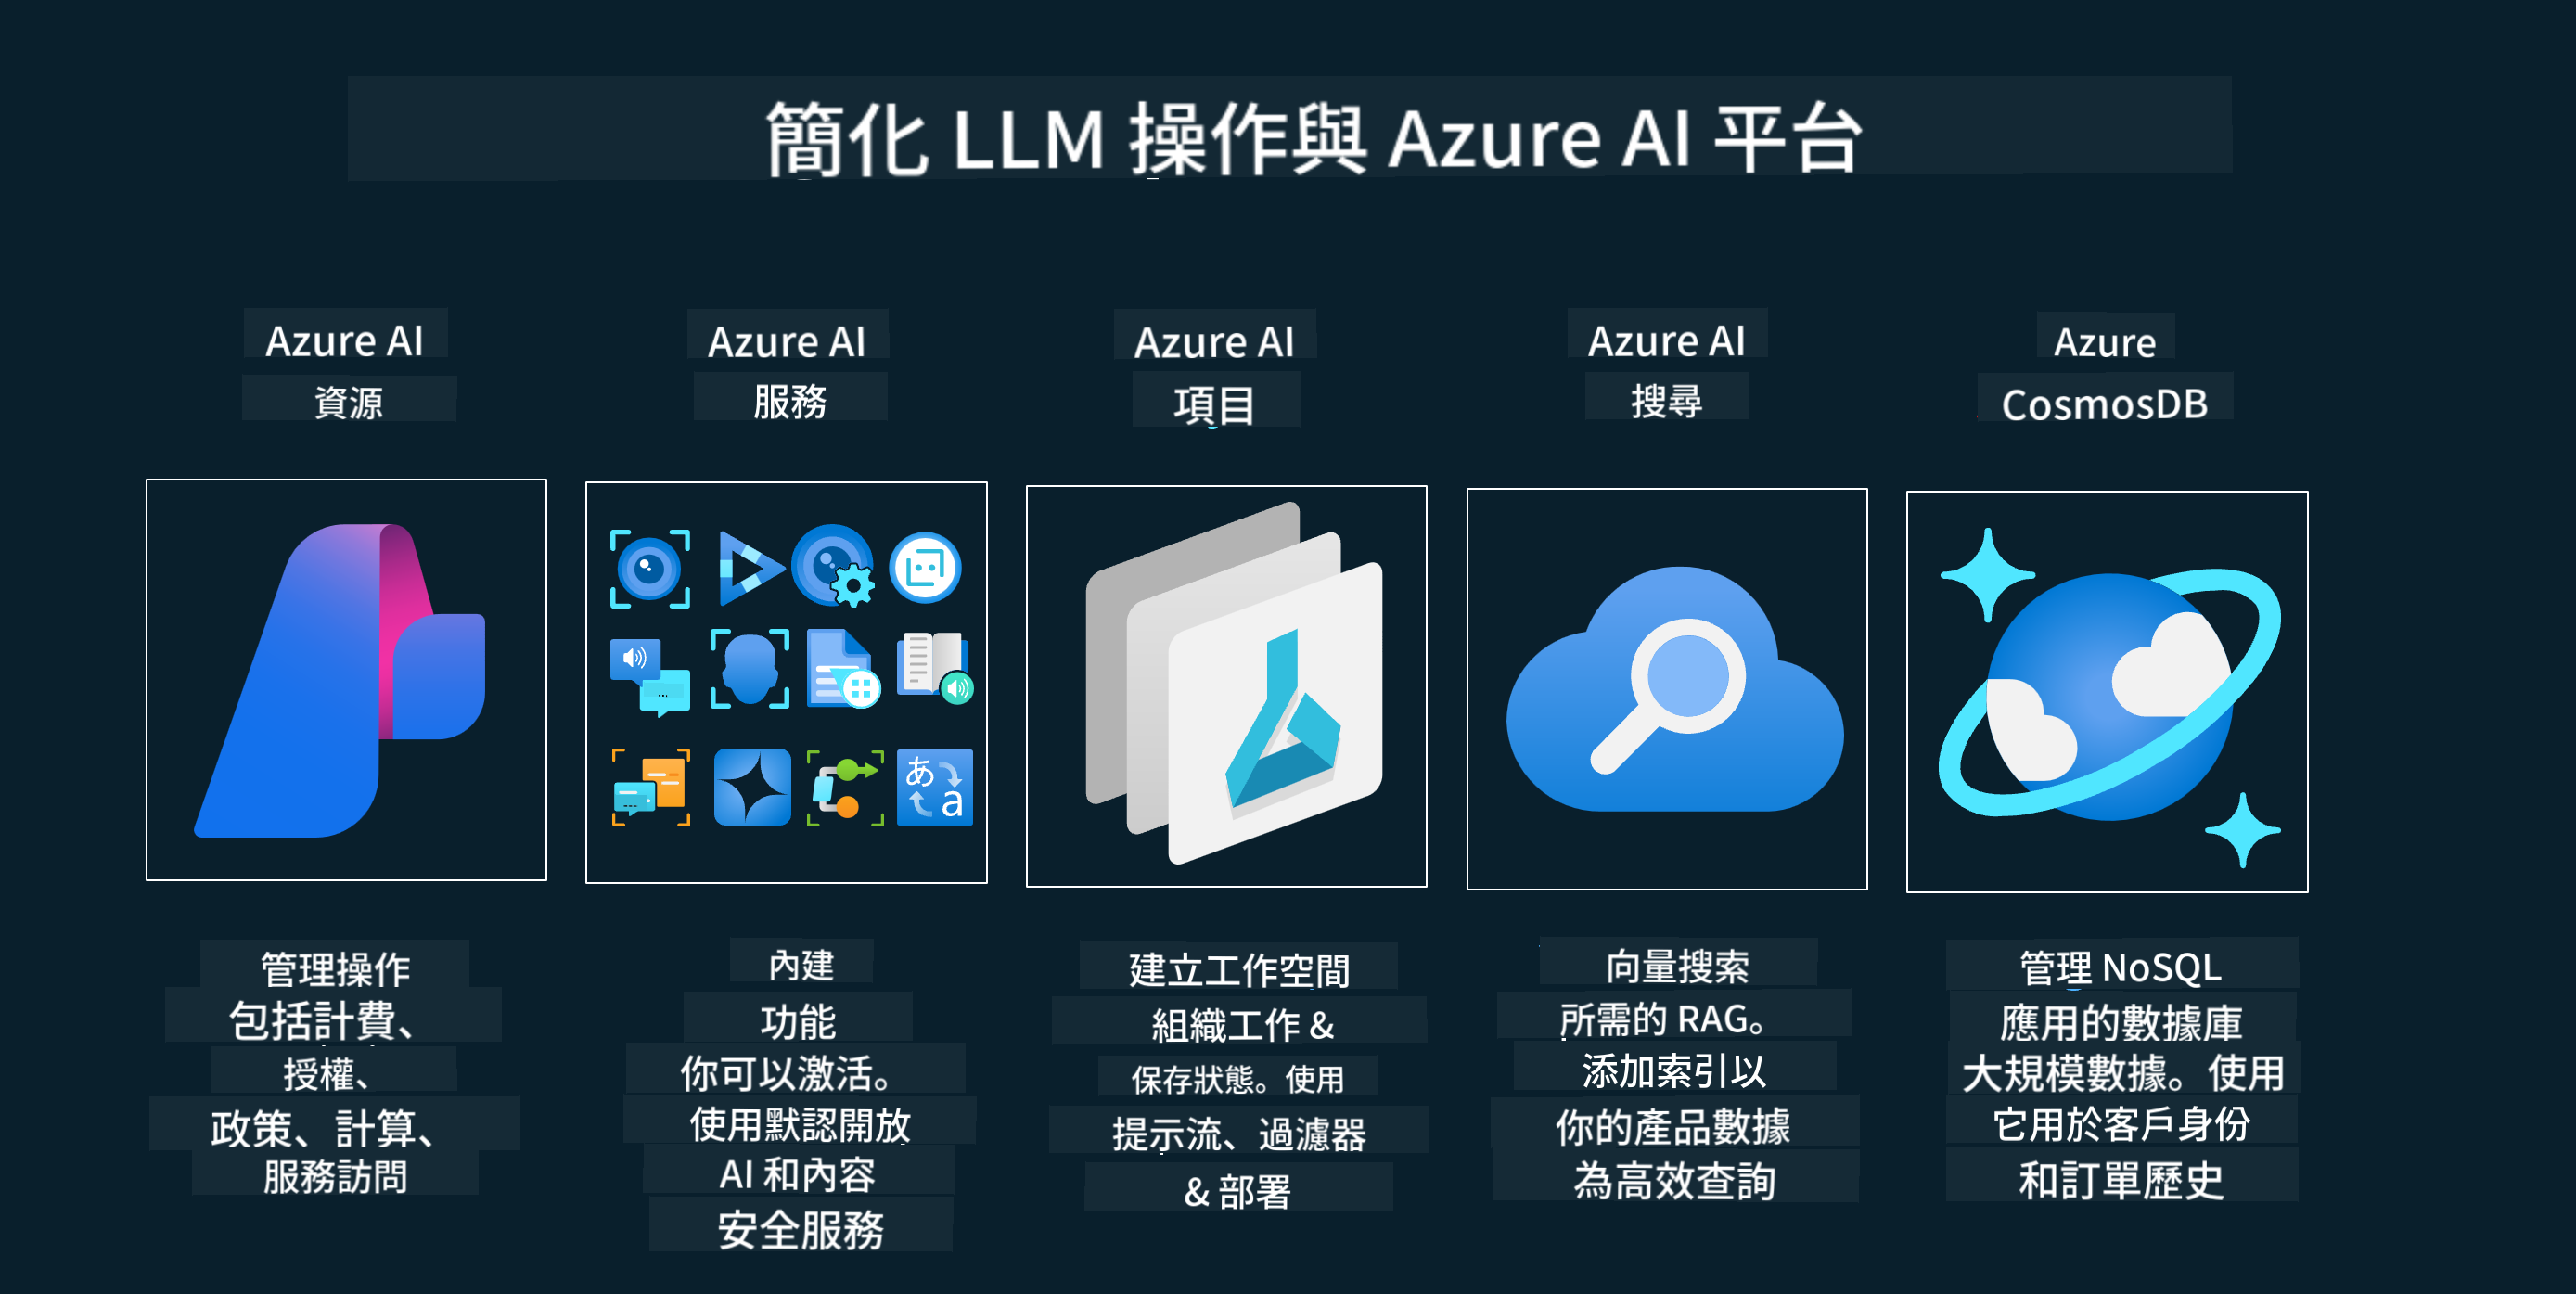 簡化 LLM 操作與 Azure AI 平台
Azure AI
資源
Azure AI
服務
Azure AI
項目
Azure AI
搜尋
Azure
CosmosDB
あ
a
管理操作
包括計費、
授權、
政策、計算、
服務訪問
內建
功能
你可以激活。
使用默認開放
AI 和內容
安全服務
建立工作空間
組織工作 &
保存狀態。使用
提示流、過濾器
& 部署
向量搜索
所需的 RAG。
添加索引以
你的產品數據
為高效查詢
管理 NoSQL
應用的數據庫
大規模數據。使用
它用於客戶身份
和訂單歷史